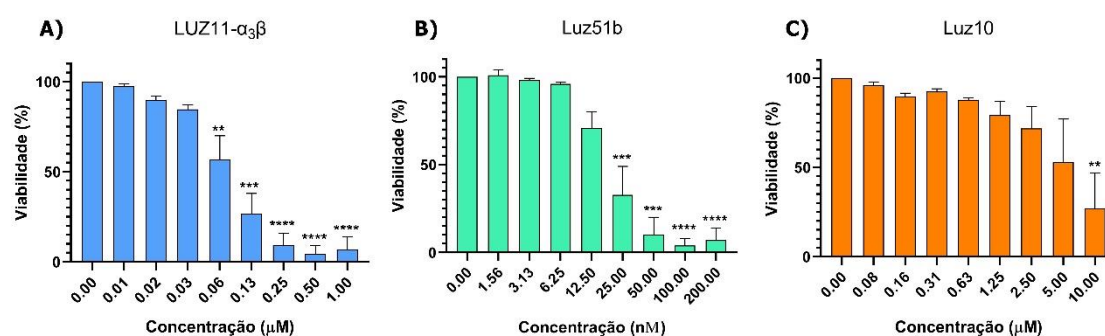 A) LUZ11-α₃β
Viabilidade (%)
100
50
0
** *** **** **** ****
0.00 0.01 0.02 0.03 0.06 0.13 0.25 0.50 1.00
Concentração (μM)
B) Luz51b
Viabilidade (%)
100
50
0
*** *** **** ****
0.00 1.56 3.13 6.25 12.50 25.00 50.00 100.00 200.00
Concentração (nM)
C) Luz10
Viabilidade (%)
100
50
0
**
0.00 0.08 0.16 0.31 0.63 1.25 2.50 5.00 10.00
Concentração (μM)